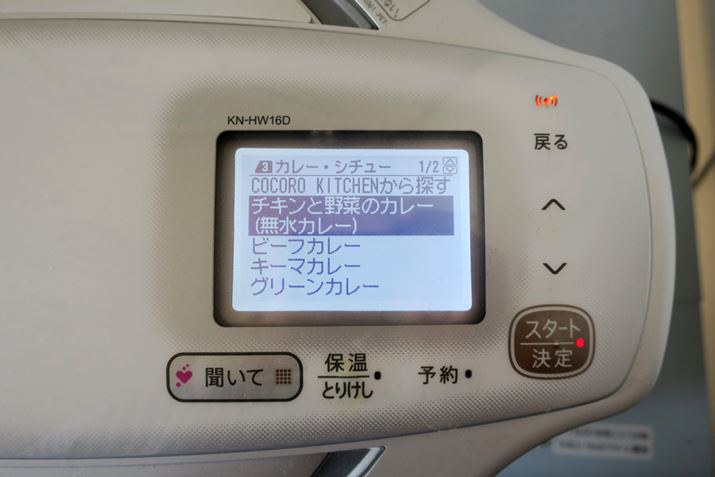 KN-HW16D
戻る
3 カレー・シチュー 1/2
COCORO KITCHENから探す
チキンと野菜のカレー
(無水カレー)
ビーフカレー
キーマカレー
グリーンカレー
聞いて
保温
とりけし
予約
スタート
決定